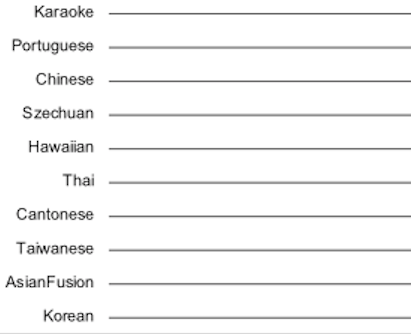 Karaoke
Portuguese
Chinese
Szechuan
Hawaiian
Thai
Cantonese
Taiwanese
AsianFusion
Korean